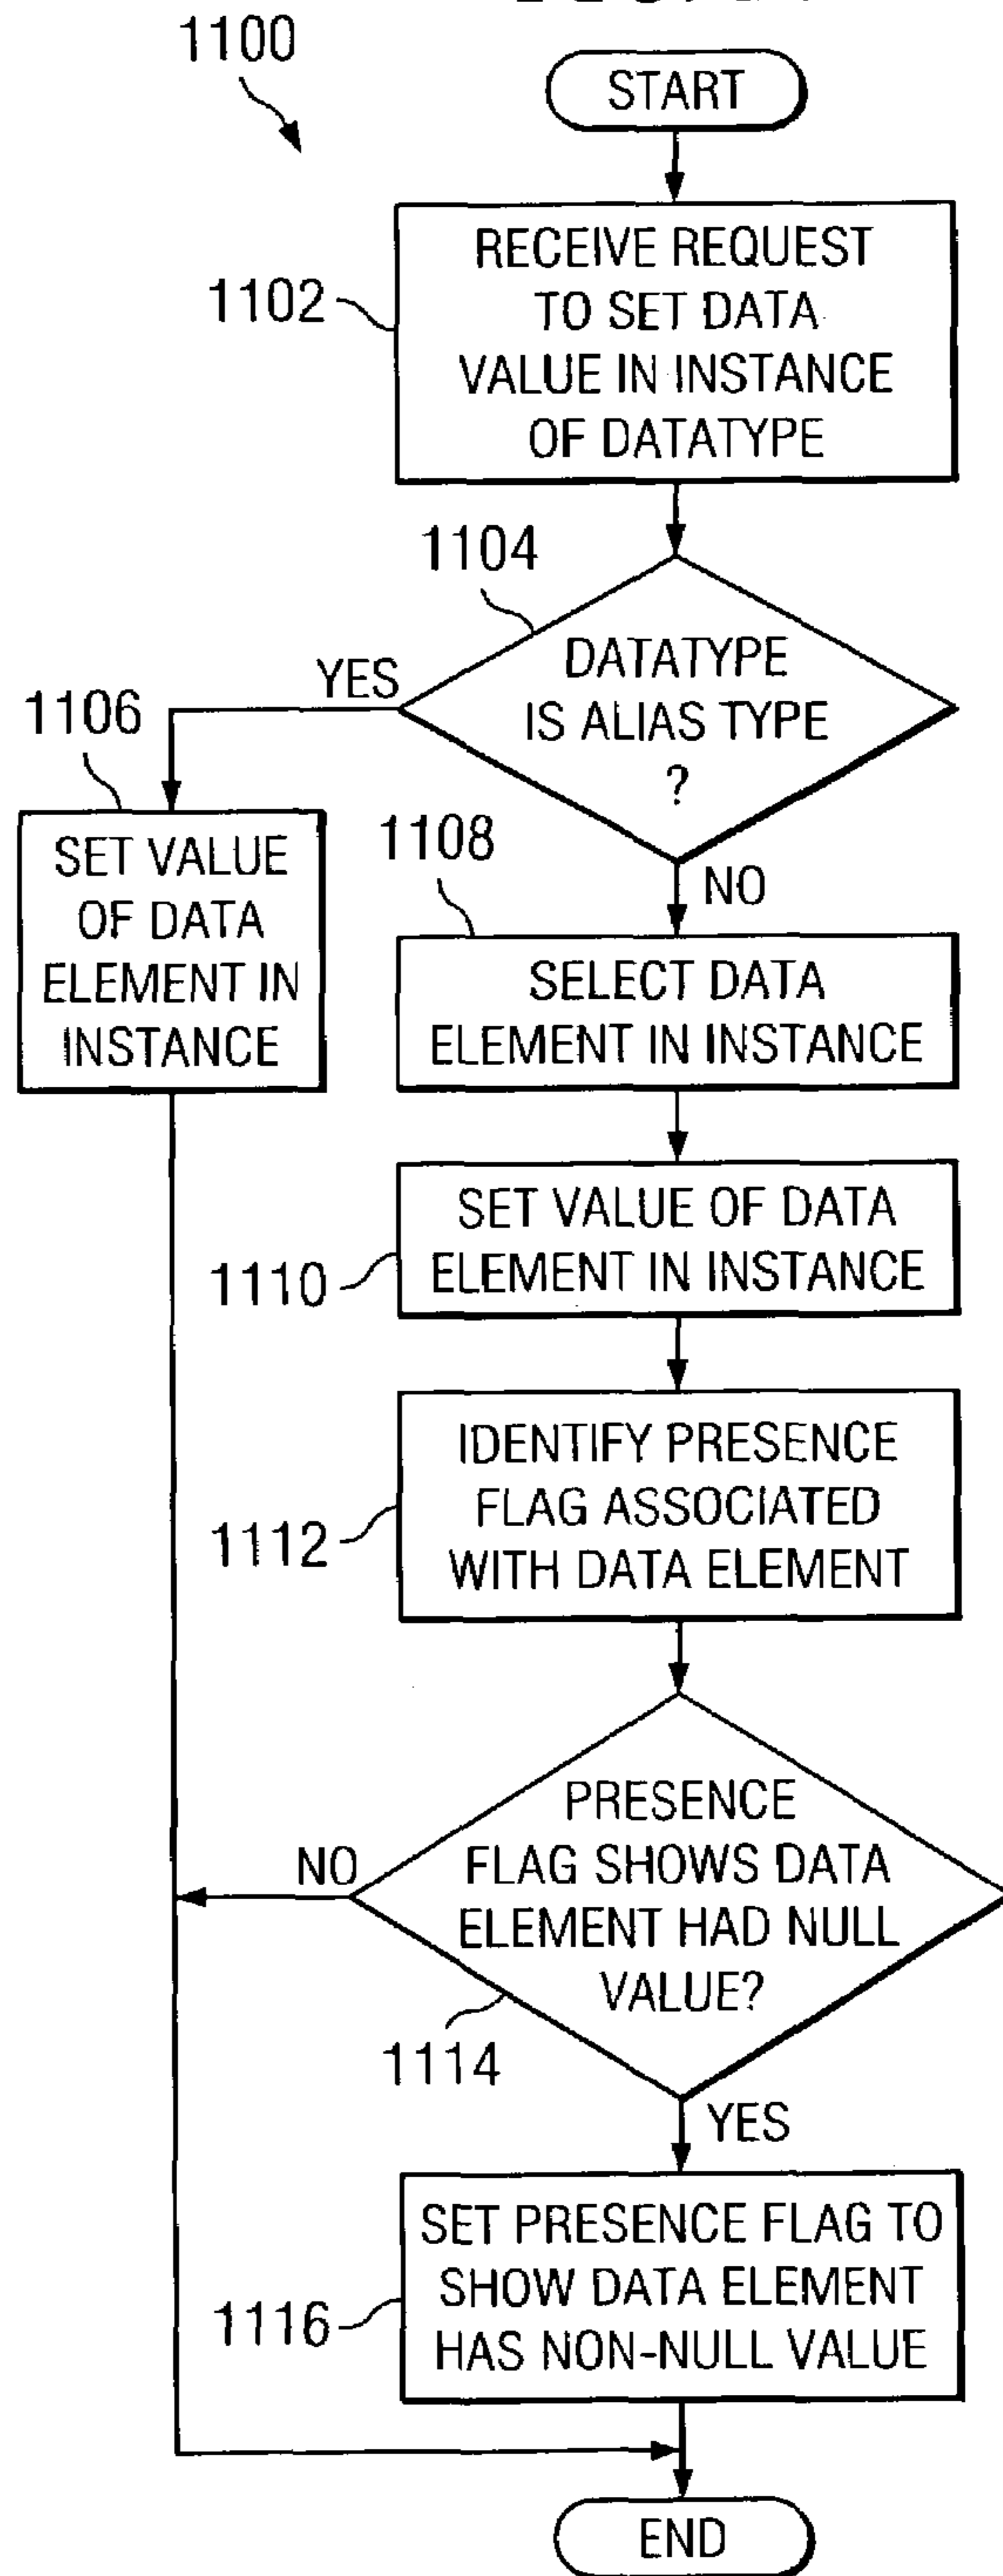 1100
START
RECEIVE REQUEST
TO SET DATA
VALUE IN INSTANCE
OF DATATYPE
1102
1104
DATATYPE
IS ALIAS TYPE
?
YES
1106
SET VALUE
OF DATA
ELEMENT IN
INSTANCE
NO
1108
SELECT DATA
ELEMENT IN INSTANCE
SET VALUE OF DATA
ELEMENT IN INSTANCE
1110
IDENTIFY PRESENCE
FLAG ASSOCIATED
WITH DATA ELEMENT
1112
PRESENCE
FLAG SHOWS DATA
ELEMENT HAD NULL
VALUE?
NO
1114
YES
SET PRESENCE FLAG TO
SHOW DATA ELEMENT
HAS NON-NULL VALUE
1116
END